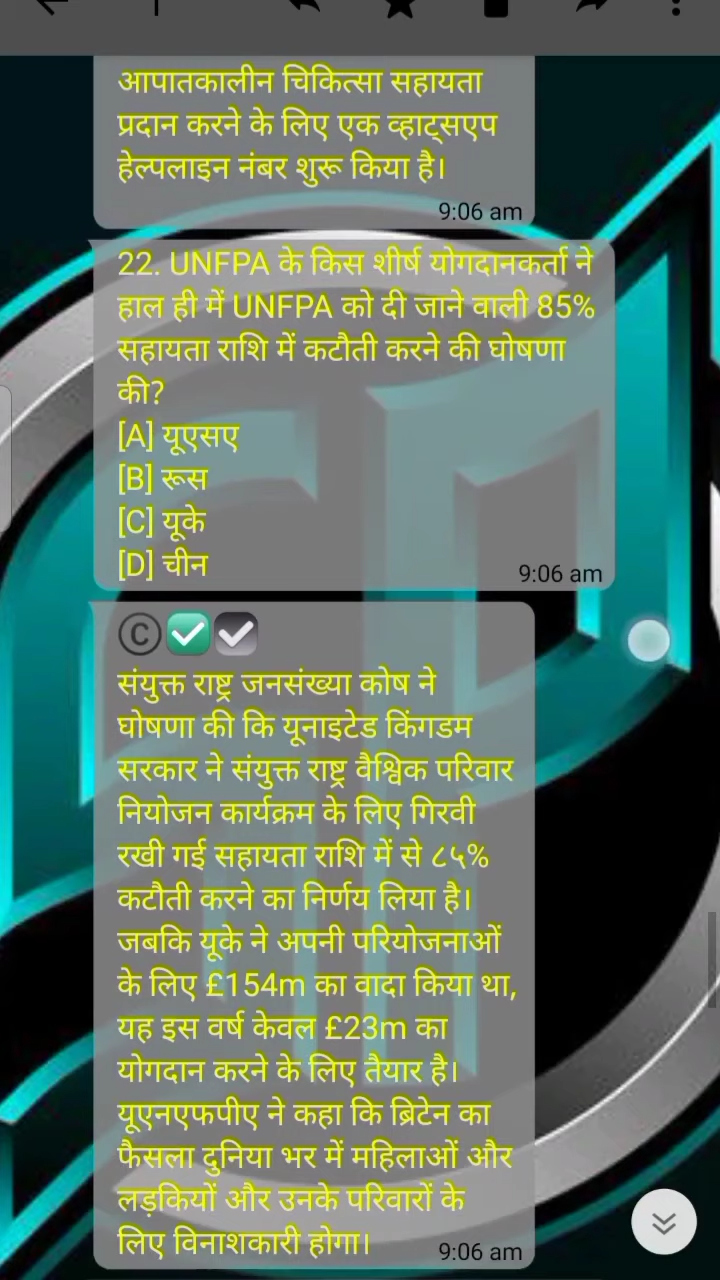 आपातकालीन चिकित्सा सहायता
प्रदान करने के लिए एक व्हाट्सएप
हेल्पलाइन नंबर शुरू किया है।
9:06 am
22. UNFPA के किस शीर्ष योगदानकर्ता ने
हाल ही में UNFPA को दी जाने वाली 85%
सहायता राशि में कटौती करने की घोषणा
की?
[A] यूएसए
[B] रूस
[C] यूके
[D] चीन
9:06 am
©✅✔
संयुक्त राष्ट्र जनसंख्या कोष ने
घोषणा की कि यूनाइटेड किंगडम
सरकार ने संयुक्त राष्ट्र वैश्विक परिवार
नियोजन कार्यक्रम के लिए गिरवी
रखी गई सहायता राशि में से ८५%
कटौती करने का निर्णय लिया है।
जबकि यूके ने अपनी परियोजनाओं
के लिए £154m का वादा किया था,
यह इस वर्ष केवल £23m का
योगदान करने के लिए तैयार है।
यूएनएफपीए ने कहा कि ब्रिटेन का
फैसला दुनिया भर में महिलाओं और
लड़कियों और उनके परिवारों के
लिए विनाशकारी होगा।
9:06 am